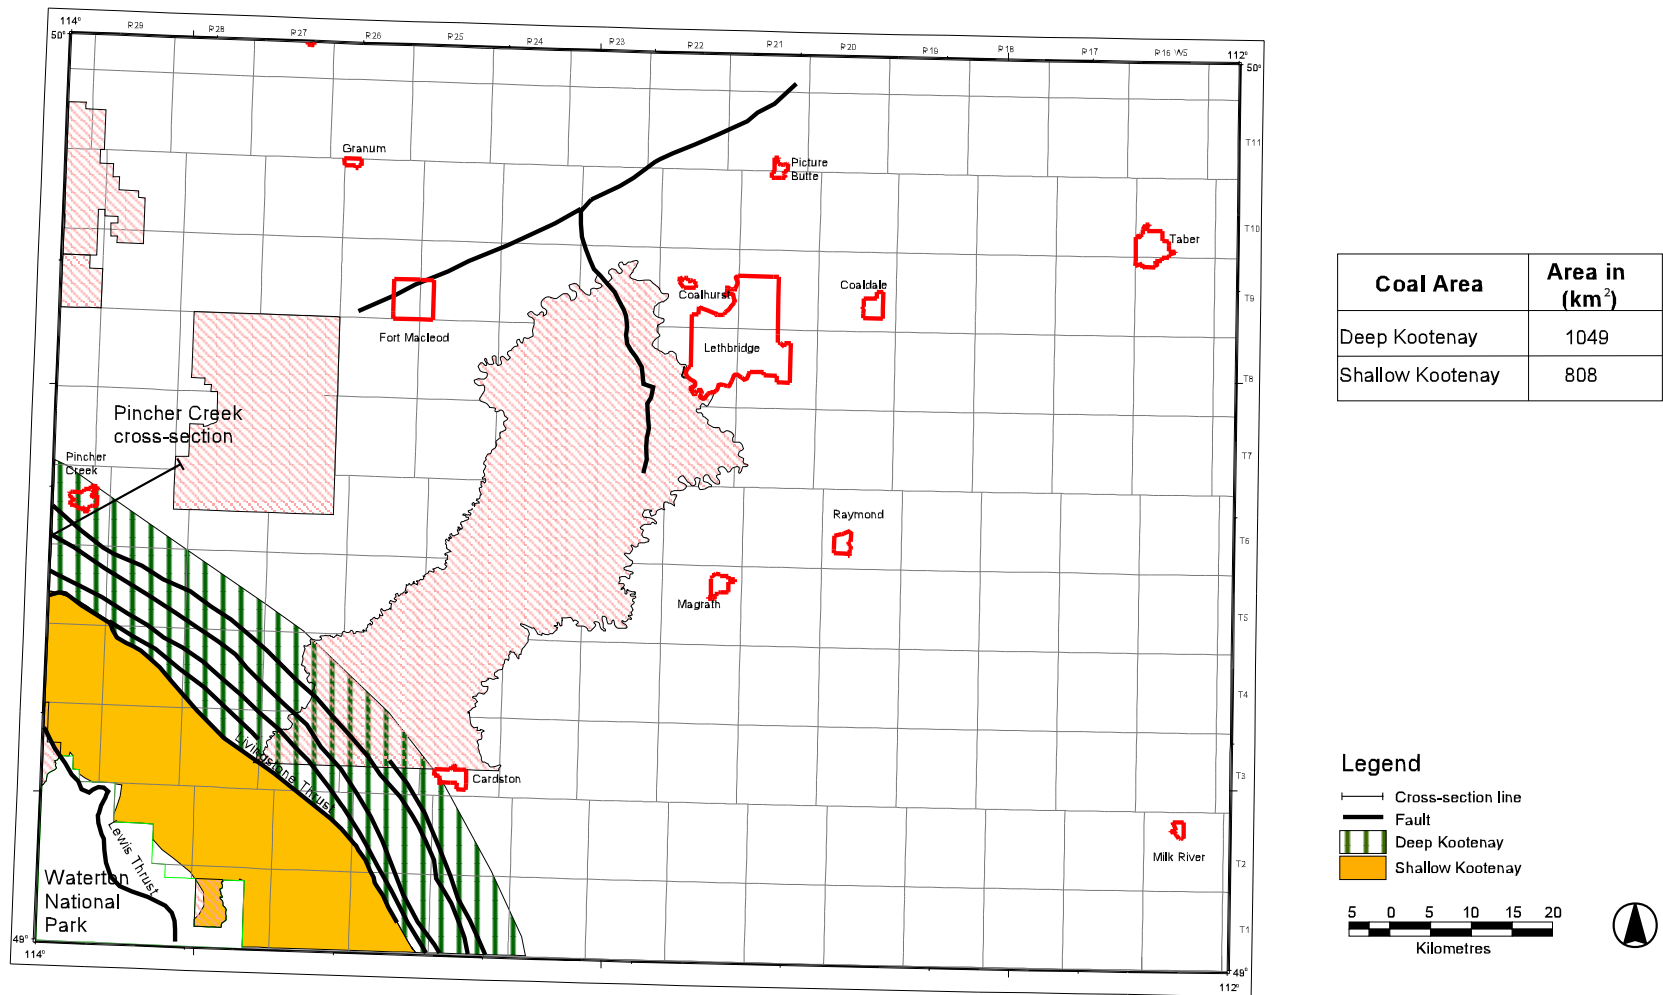 114°
50°
R 29
R 28
R 27
R 26
R 25
R 24
R 23
R 22
R 21
R 20
R 19
R 18
R 17
R 16 W5
112°
50°
T11
T10
T9
T8
T7
T6
T5
T4
T3
T2
T1
Granum
Picture
Butte
Taber
Coalhurst
Coaldale
Fort Macleod
Lethbridge
Pincher Creek
cross-section
Pincher
Creek
Raymond
Magrath
Livingstone Thrust
Cardston
Milk River
Lewis Thrust
Waterton
National
Park
49°
114°
49°
112°
Coal Area
Area in
(km²)
Deep Kootenay
1049
Shallow Kootenay
808
Legend
Cross-section line
Fault
Deep Kootenay
Shallow Kootenay
5 0 5 10 15 20
Kilometres